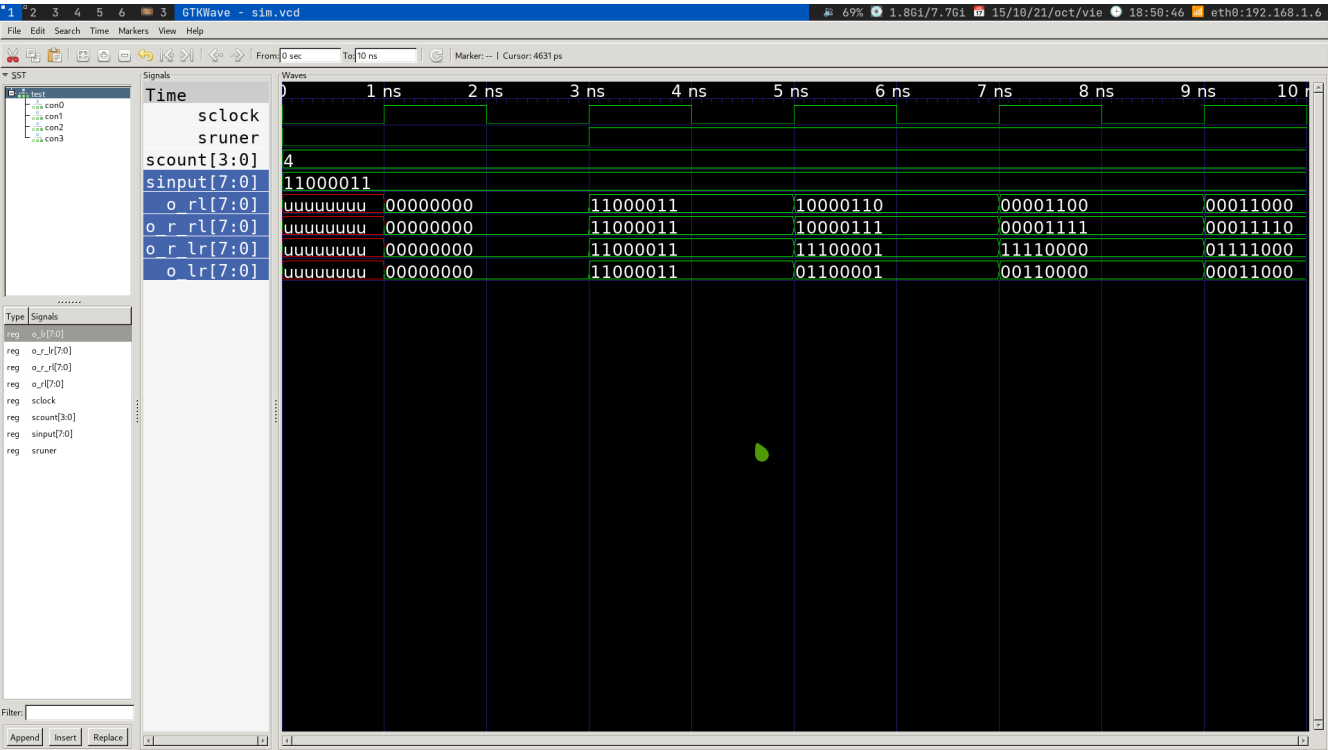 1 2 3 4 5 6 3 GTKWave - sim.vcd 69% 1.8Gi/7.7Gi 15/10/21/oct/vie 18:50:46 eth0:192.168.1.6
File Edit Search Time Markers View Help
From: 0 sec To: 10 ns Marker: -- | Cursor: 4631 ps
SST
test
con0
con1
con2
con3
Type Signals
reg o_lr[7:0]
reg o_r_lr[7:0]
reg o_r_rl[7:0]
reg o_rl[7:0]
reg sclock
reg scount[3:0]
reg sinput[7:0]
reg sruner
Filter:
Append Insert Replace
Signals
Time
sclock
sruner
scount[3:0]
sinput[7:0]
o_rl[7:0]
o_r_rl[7:0]
o_r_lr[7:0]
o_lr[7:0]
Waves
0 1 ns 2 ns 3 ns 4 ns 5 ns 6 ns 7 ns 8 ns 9 ns 10 n
4
11000011
uuuuuuuu 00000000 11000011 10000110 00001100 00011000
uuuuuuuu 00000000 11000011 10000111 00001111 00011110
uuuuuuuu 00000000 11000011 11100001 11110000 01111000
uuuuuuuu 00000000 11000011 01100001 00110000 00011000